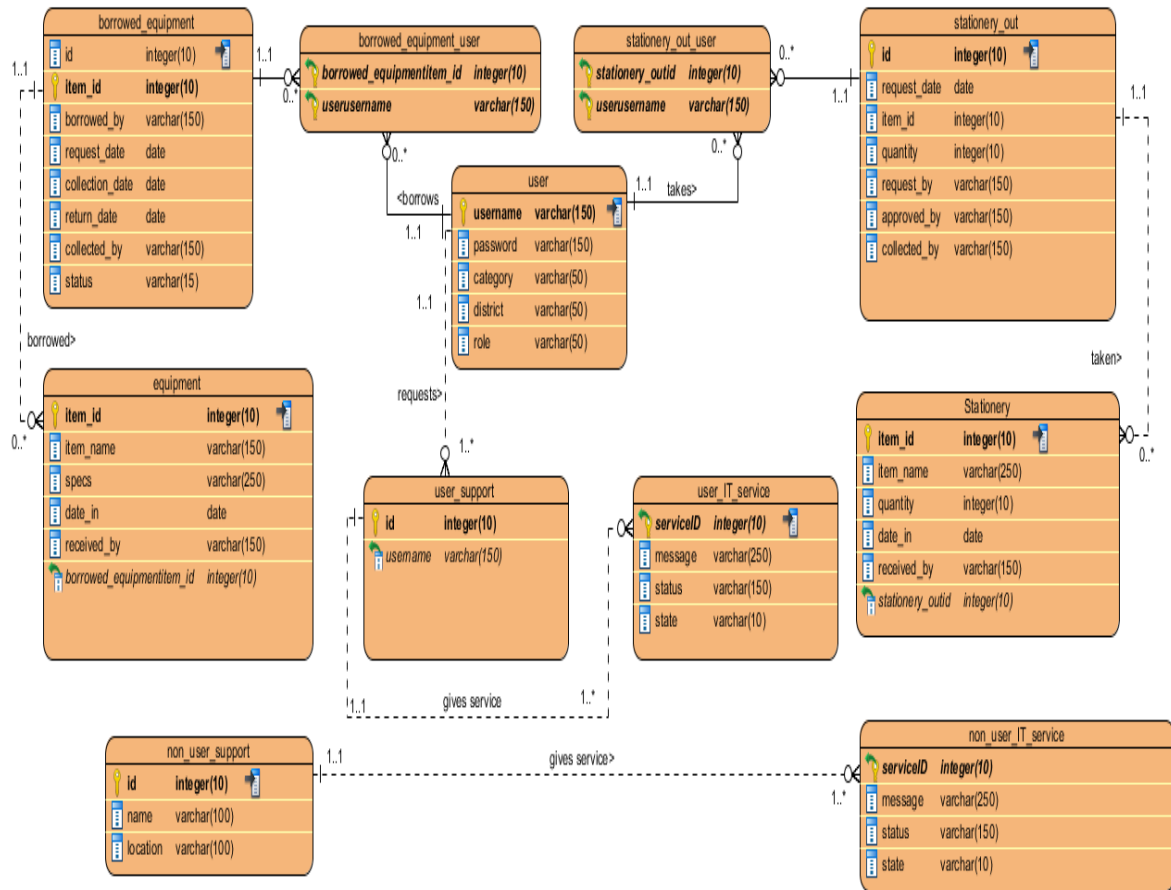 borrowed_equipment
id integer(10)
item_id integer(10)
borrowed_by varchar(150)
request_date date
collection_date date
return_date date
collected_by varchar(150)
status varchar(15)
1..1
1..1
0..*
borrowed_equipment_user
borrowed_equipmentitem_id integer(10)
userusername varchar(150)
stationery_out_user
stationery_outid integer(10)
userusername varchar(150)
0..*
1..1
stationery_out
id integer(10)
request_date date
item_id integer(10)
quantity integer(10)
request_by varchar(150)
approved_by varchar(150)
collected_by varchar(150)
1..1
0..*
<borrows
1..1
user
username varchar(150)
password varchar(150)
category varchar(50)
district varchar(50)
role varchar(50)
1..1
takes>
0..*
1..1
requests>
1..*
borrowed>
0..*
taken>
0..*
equipment
item_id integer(10)
item_name varchar(150)
specs varchar(250)
date_in date
received_by varchar(150)
borrowed_equipmentitem_id integer(10)
user_support
id integer(10)
username varchar(150)
user_IT_service
serviceID integer(10)
message varchar(250)
status varchar(150)
state varchar(10)
Stationery
item_id integer(10)
item_name varchar(250)
quantity integer(10)
date_in date
received_by varchar(150)
stationery_outid integer(10)
1..1
gives service
1..*
non_user_support
id integer(10)
name varchar(100)
location varchar(100)
1..1
gives service>
1..*
non_user_IT_service
serviceID integer(10)
message varchar(250)
status varchar(150)
state varchar(10)